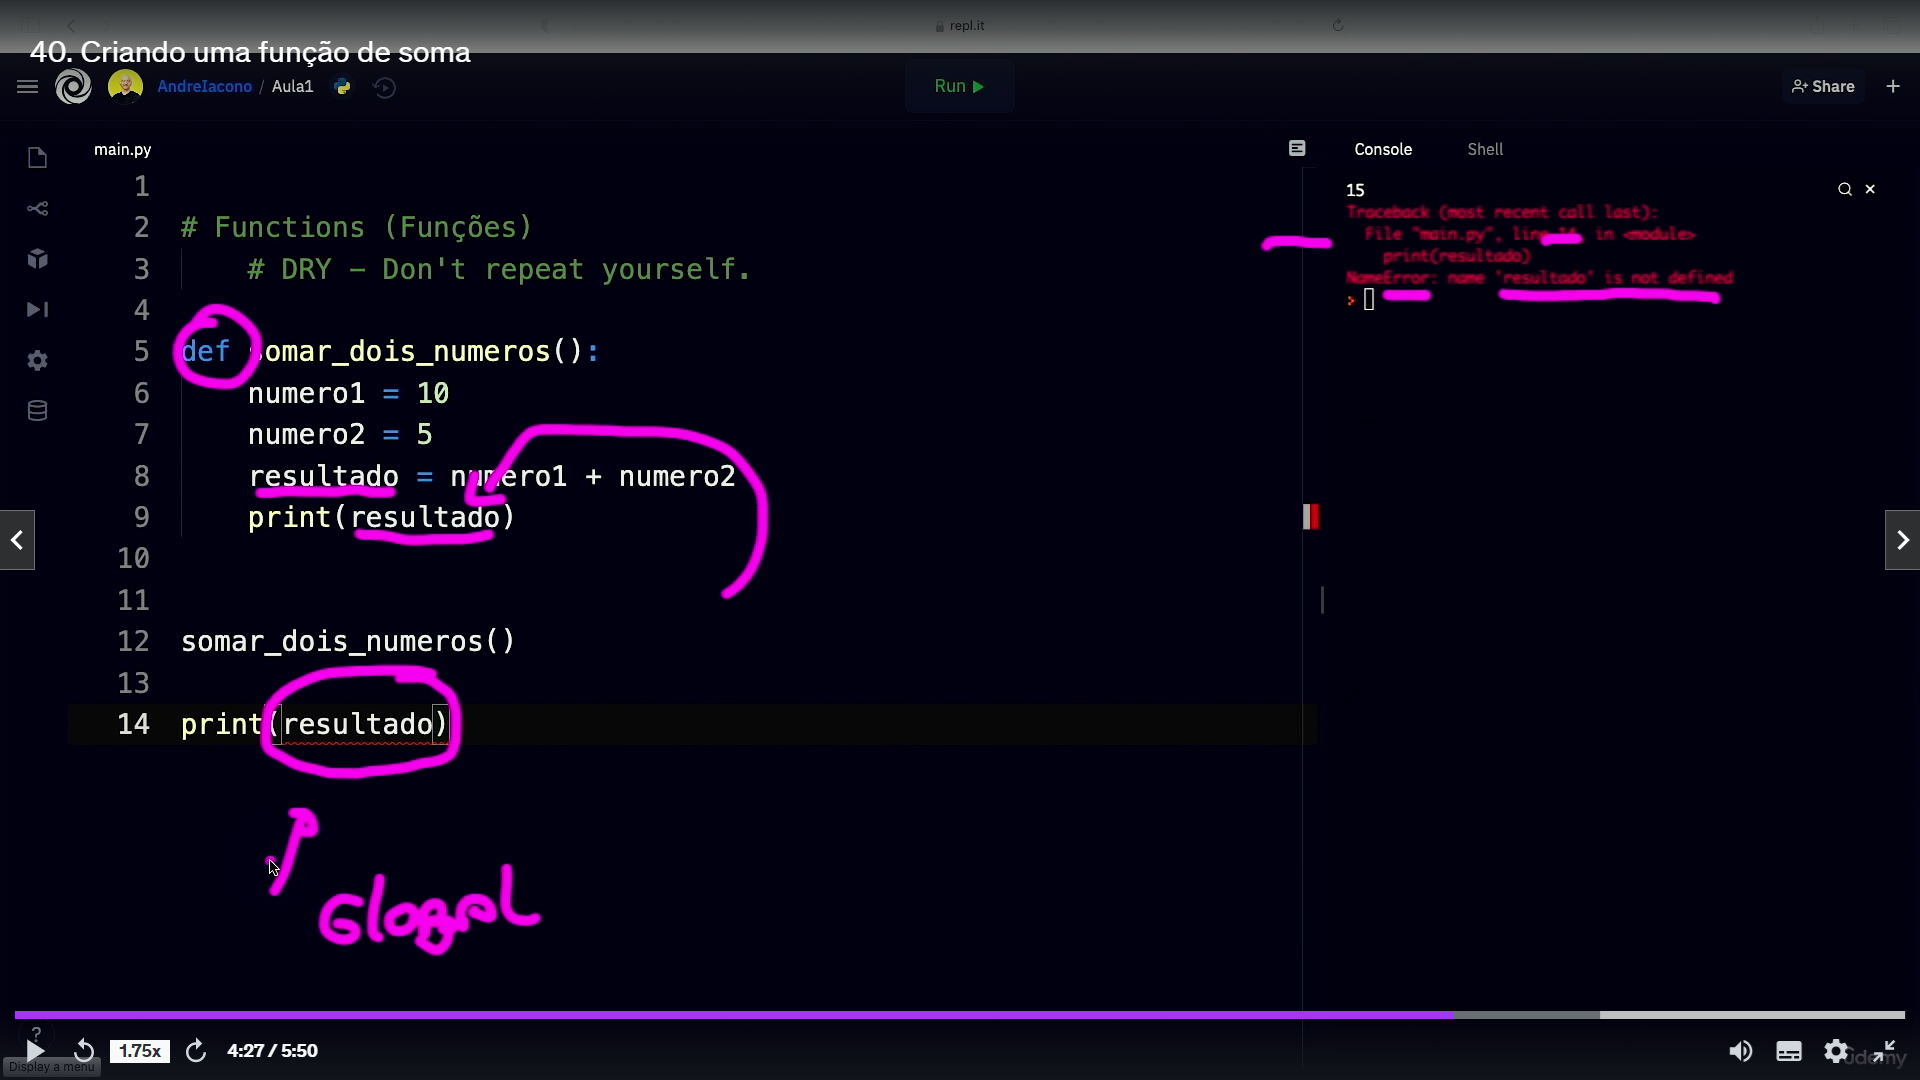 repl.it
40. Criando uma função de soma
AndreIacono / Aula1
Run
Share
main.py
Console
Shell
1
2 # Functions (Funções)
3 # DRY – Don't repeat yourself.
4
5 def somar_dois_numeros():
6 numero1 = 10
7 numero2 = 5
8 resultado = numero1 + numero2
9 print(resultado)
10
11
12 somar_dois_numeros()
13
14 print(resultado)
15
Traceback (most recent call last):
File "main.py", line 14, in <module>
print(resultado)
NameError: name 'resultado' is not defined
Global
?
1.75x
4:27 / 5:50
Display a menu
udemy